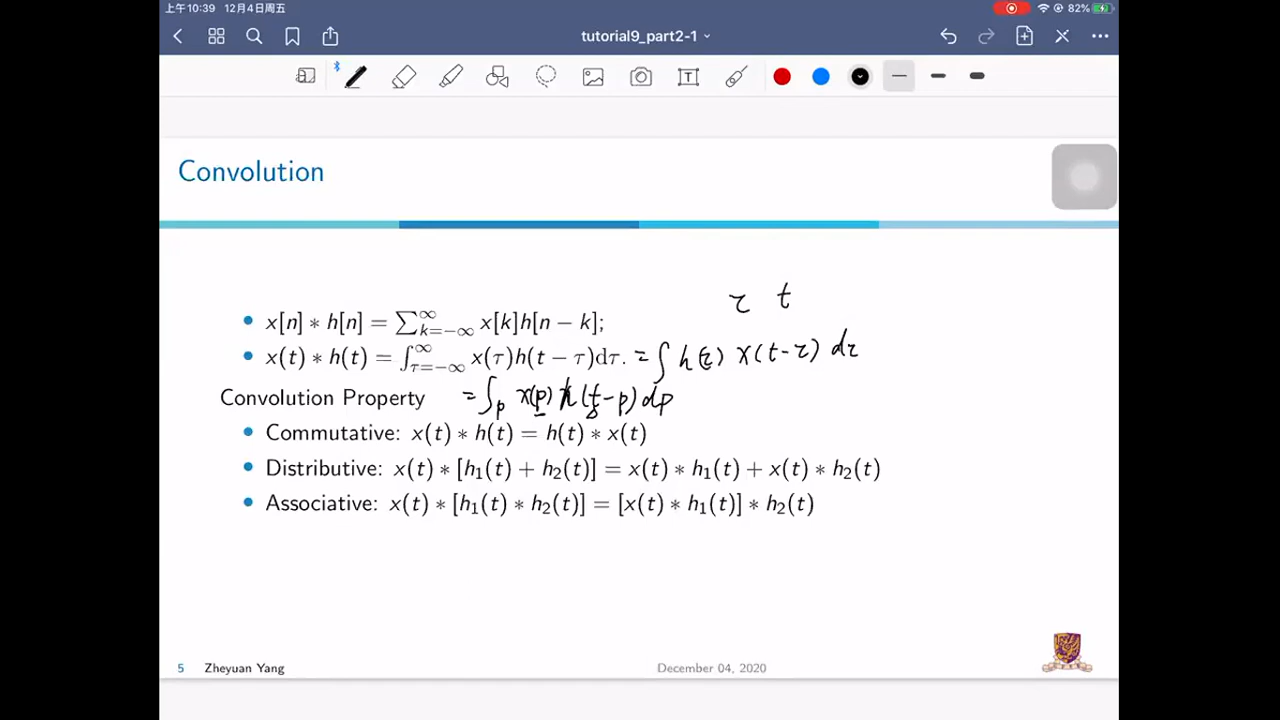 上午10:39 12月4日周五 82%
tutorial9_part2-1
T
Convolution
τ t
• x[n] ∗ h[n] = ∑_{k=−∞}^{∞} x[k]h[n − k];
• x(t) ∗ h(t) = ∫_{τ=−∞}^{∞} x(τ)h(t − τ)dτ. = ∫ h(τ) x(t-τ) dτ
Convolution Property = ∫_p x(p) h(t-p) dp
• Commutative: x(t) ∗ h(t) = h(t) ∗ x(t)
• Distributive: x(t) ∗ [h₁(t) + h₂(t)] = x(t) ∗ h₁(t) + x(t) ∗ h₂(t)
• Associative: x(t) ∗ [h₁(t) ∗ h₂(t)] = [x(t) ∗ h₁(t)] ∗ h₂(t)
5 Zheyuan Yang December 04, 2020